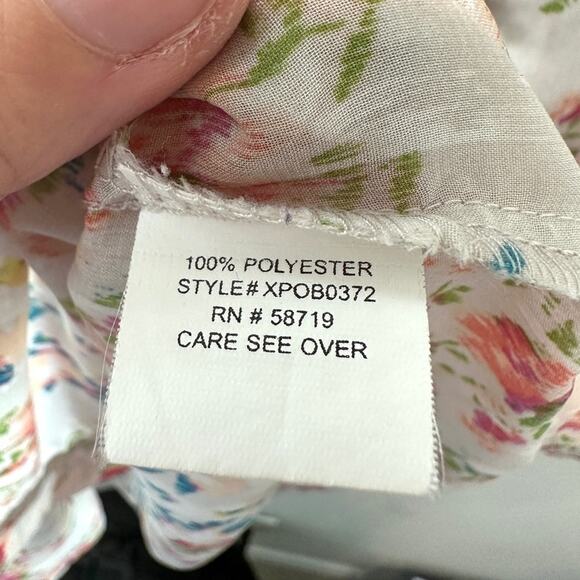 100% POLYESTER
STYLE# XPOB0372
RN # 58719
CARE SEE OVER